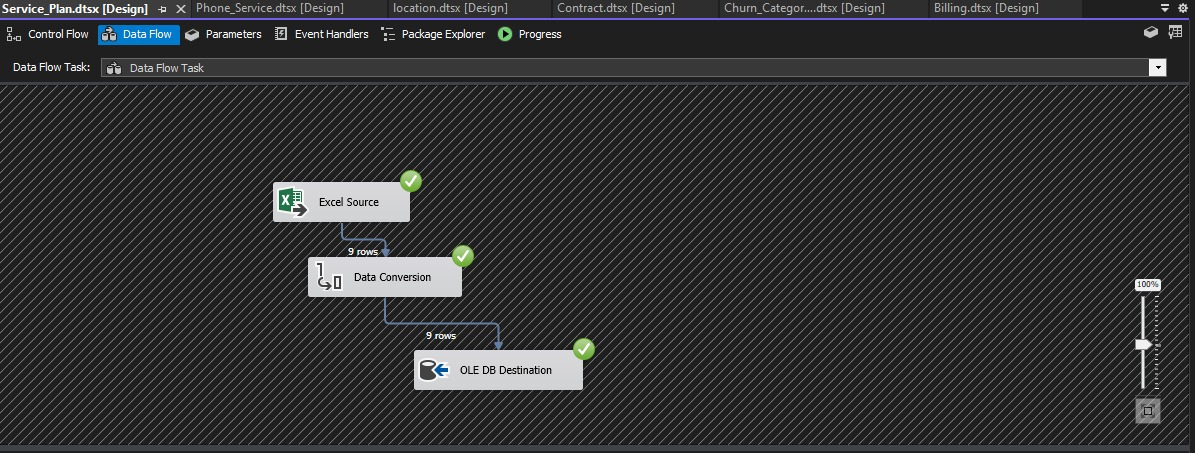 Service_Plan.dtsx [Design] Phone_Service.dtsx [Design] location.dtsx [Design] Contract.dtsx [Design] Churn_Categor....dtsx [Design] Billing.dtsx [Design]
Control Flow Data Flow Parameters Event Handlers Package Explorer Progress
Data Flow Task: Data Flow Task
Excel Source
9 rows
Data Conversion
100%
9 rows
OLE DB Destination